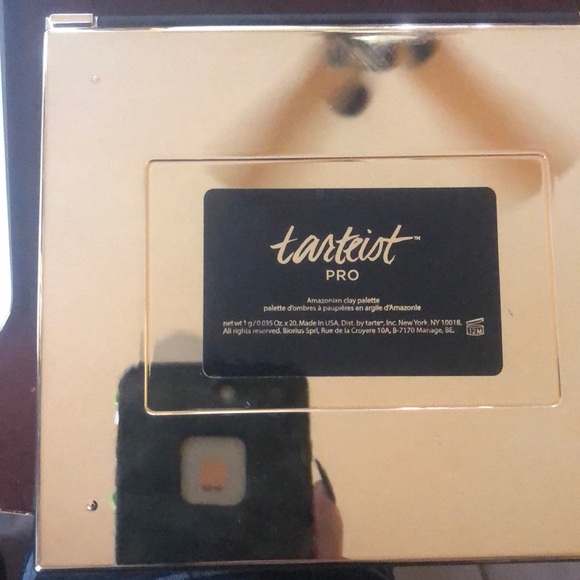 tarteist™
PRO
Amazonian clay palette
palette d'ombres à paupières en argile d'Amazonie
net wt 1 g / 0.035 Oz. x 20. Made in USA. Dist. by tarte®, Inc. New York. NY 10018.
All rights reserved. Biorius Sprl, Rue de la Croyere 10A, B-7170 Manage, BE.
12M